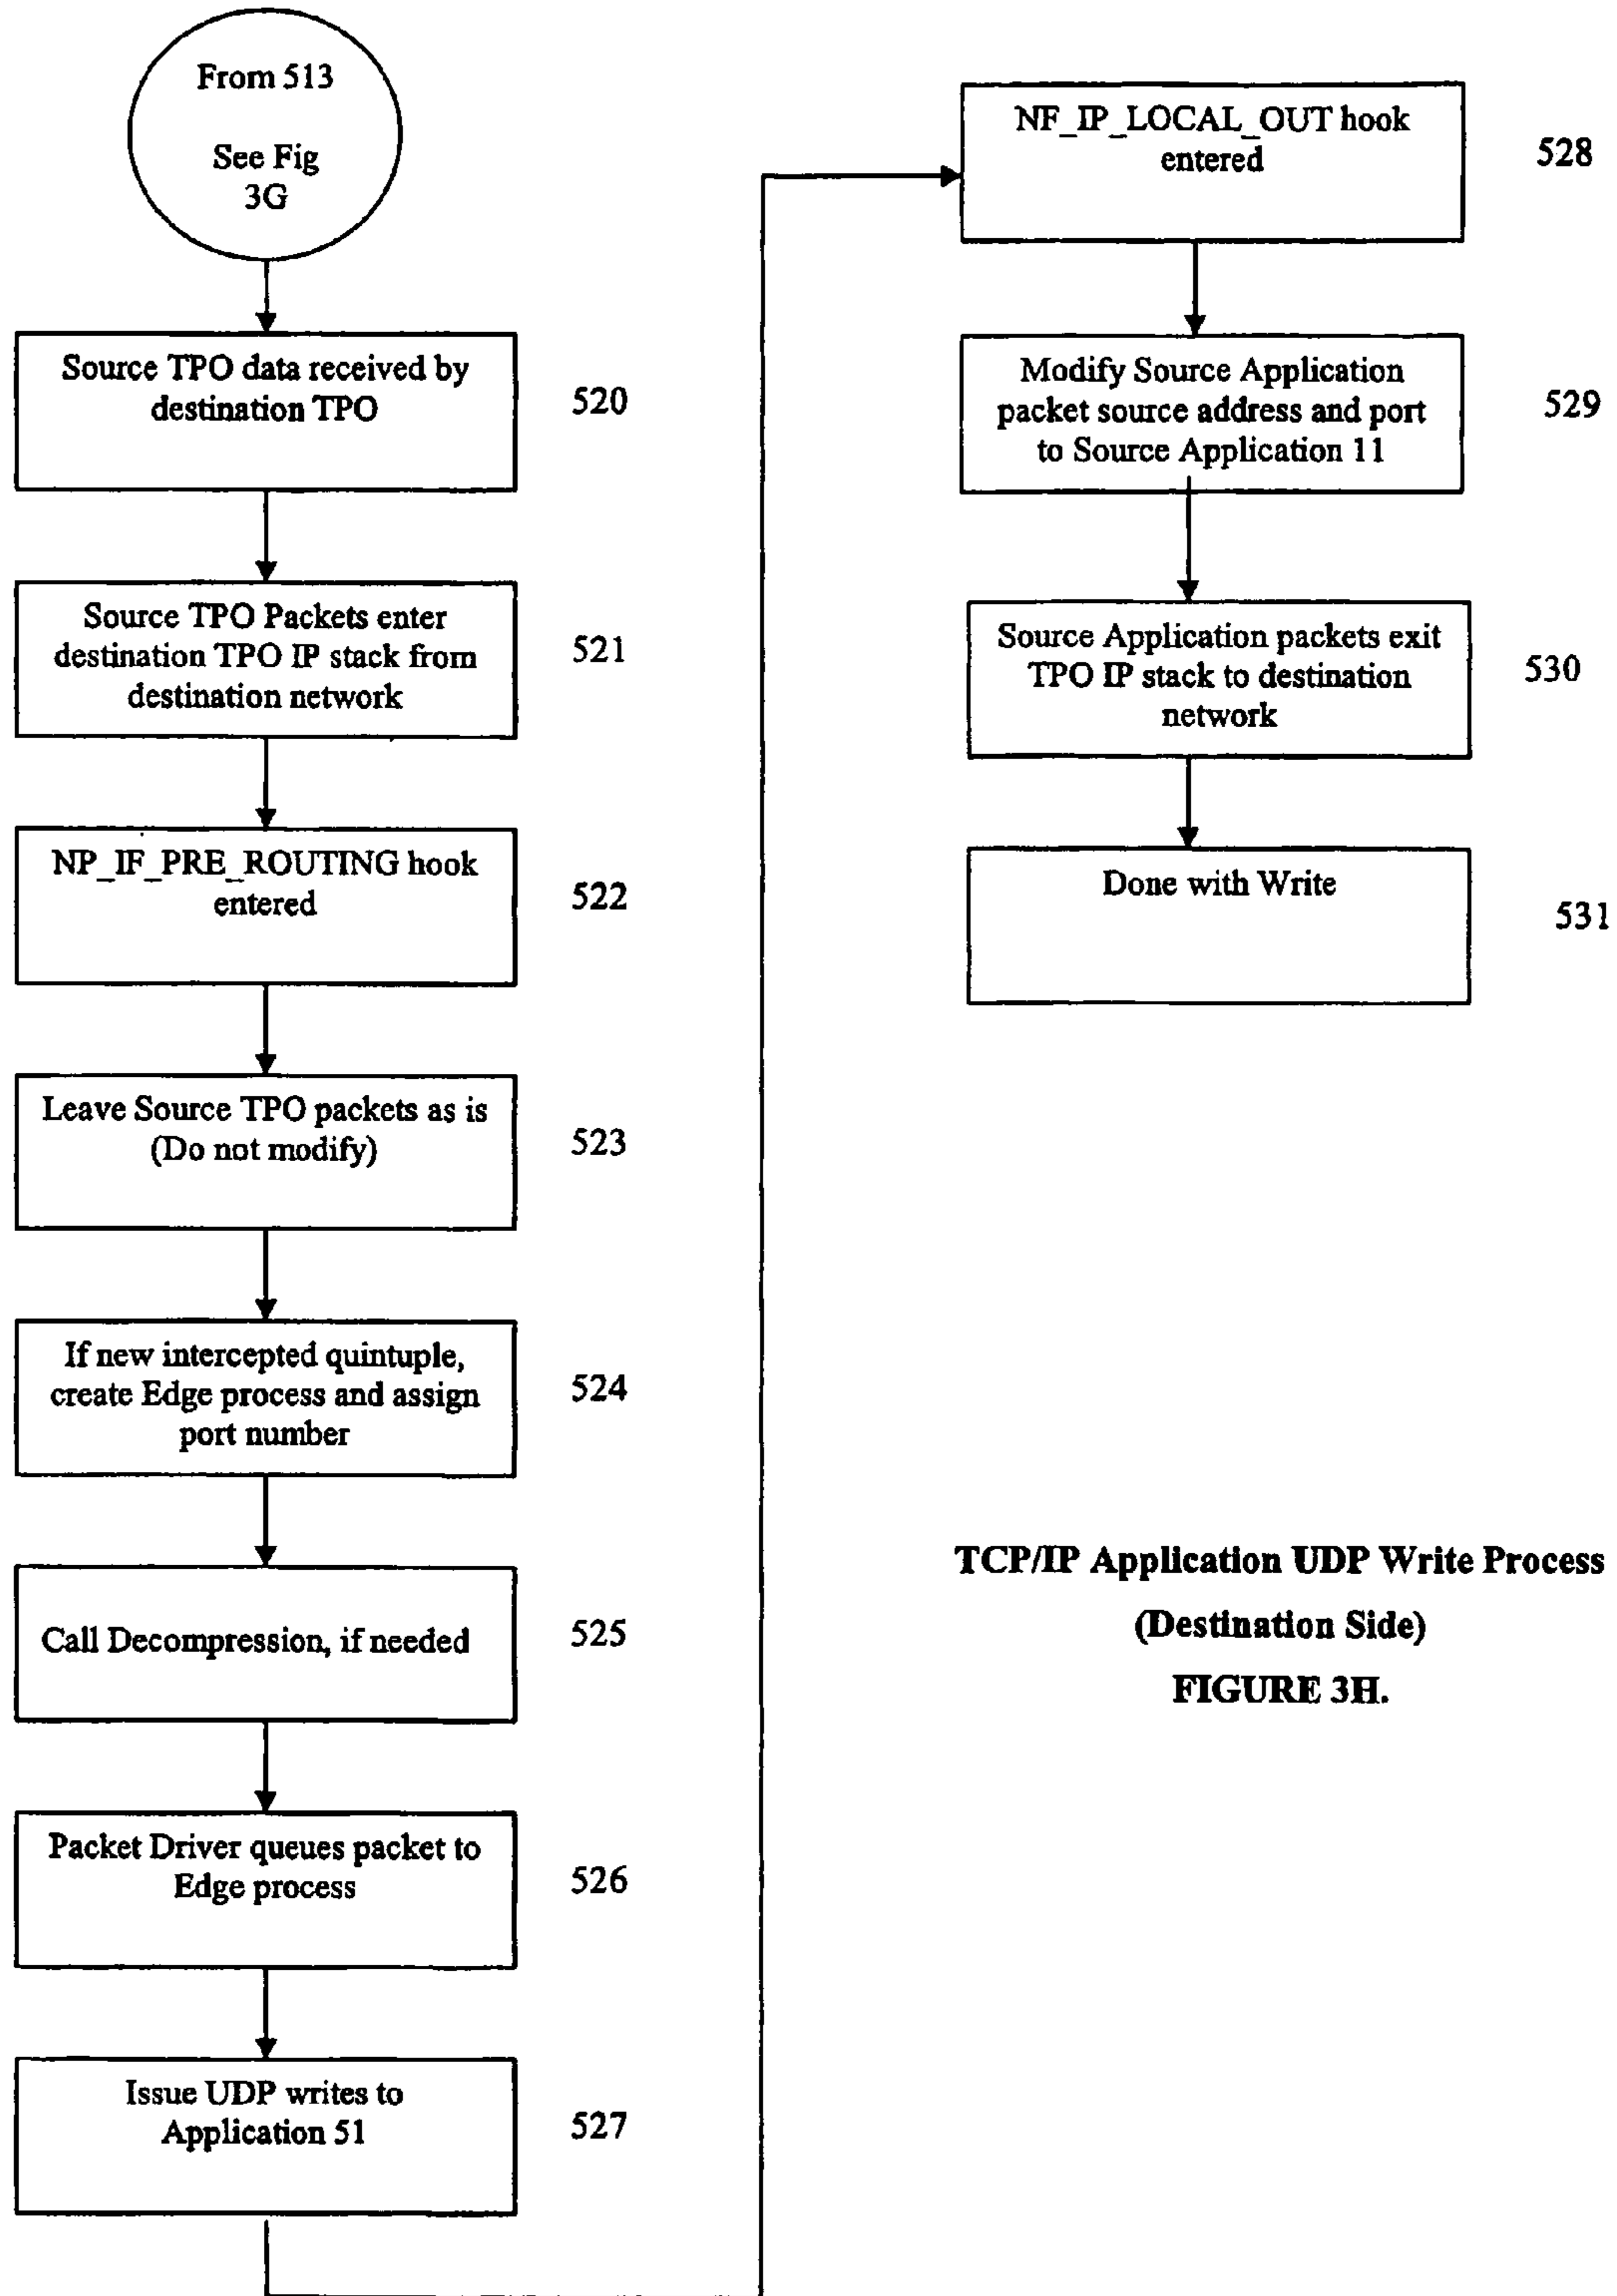 From 513
See Fig
3G
Source TPO data received by
destination TPO
520
Source TPO Packets enter
destination TPO IP stack from
destination network
521
NP_IF_PRE_ROUTING hook
entered
522
Leave Source TPO packets as is
(Do not modify)
523
If new intercepted quintuple,
create Edge process and assign
port number
524
Call Decompression, if needed
525
Packet Driver queues packet to
Edge process
526
Issue UDP writes to
Application 51
527
NF_IP_LOCAL_OUT hook
entered
528
Modify Source Application
packet source address and port
to Source Application 11
529
Source Application packets exit
TPO IP stack to destination
network
530
Done with Write
531
TCP/IP Application UDP Write Process
(Destination Side)
FIGURE 3H.